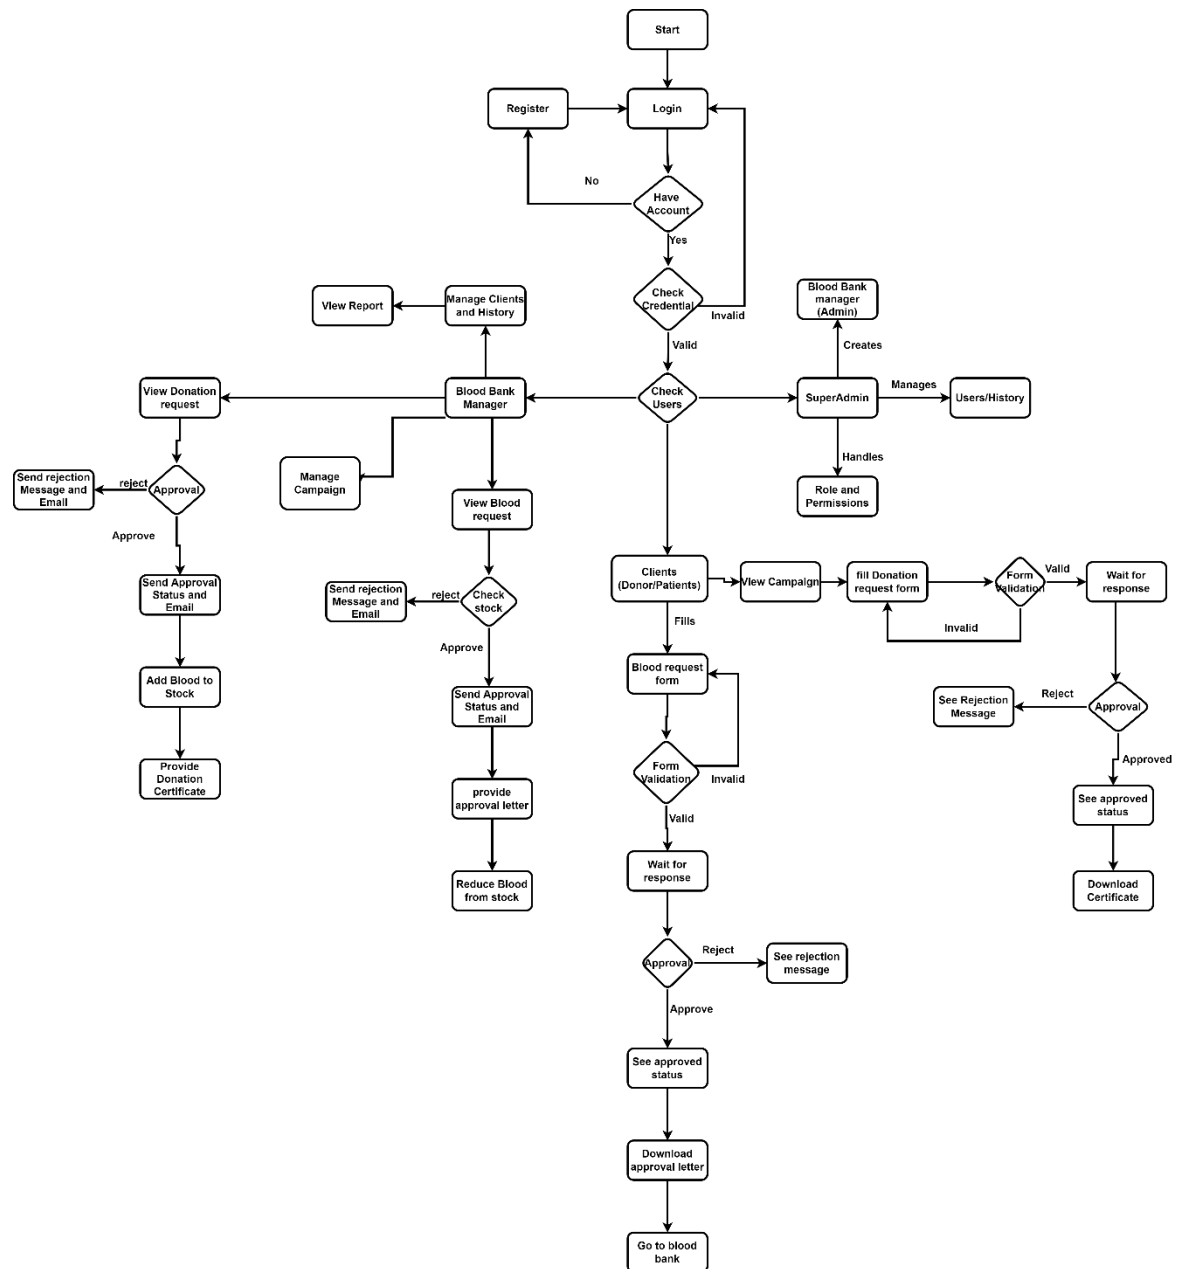 Start
Register
Login
No
Have
Account
Yes
Check
Credential
Invalid
Valid
Blood Bank
manager
(Admin)
Creates
VIew Report
Manage Clients
and History
View Donation
request
Blood Bank
Manager
Check
Users
SuperAdmin
Manages
Users/History
Handles
Role and
Permissions
Send rejection
Message and
Email
reject
Approval
Approve
Manage
Campaign
View Blood
request
Send Approval
Status and
Email
Send rejection
Message and
Email
reject
Check
stock
Approve
Clients
(Donor/Patients)
VIew Campaign
fill Donation
request form
Form
Validation
Valid
Wait for
response
Invalid
Fills
Add Blood to
Stock
Send Approval
Status and
Email
Blood request
form
See Rejection
Message
Reject
Approval
Approved
Provide
Donation
Certificate
provide
approval letter
Form
Validation
Invalid
Valid
See approved
status
Reduce Blood
from stock
Wait for
response
Download
Certificate
Approval
Reject
See rejection
message
Approve
See approved
status
Download
approval letter
Go to blood
bank